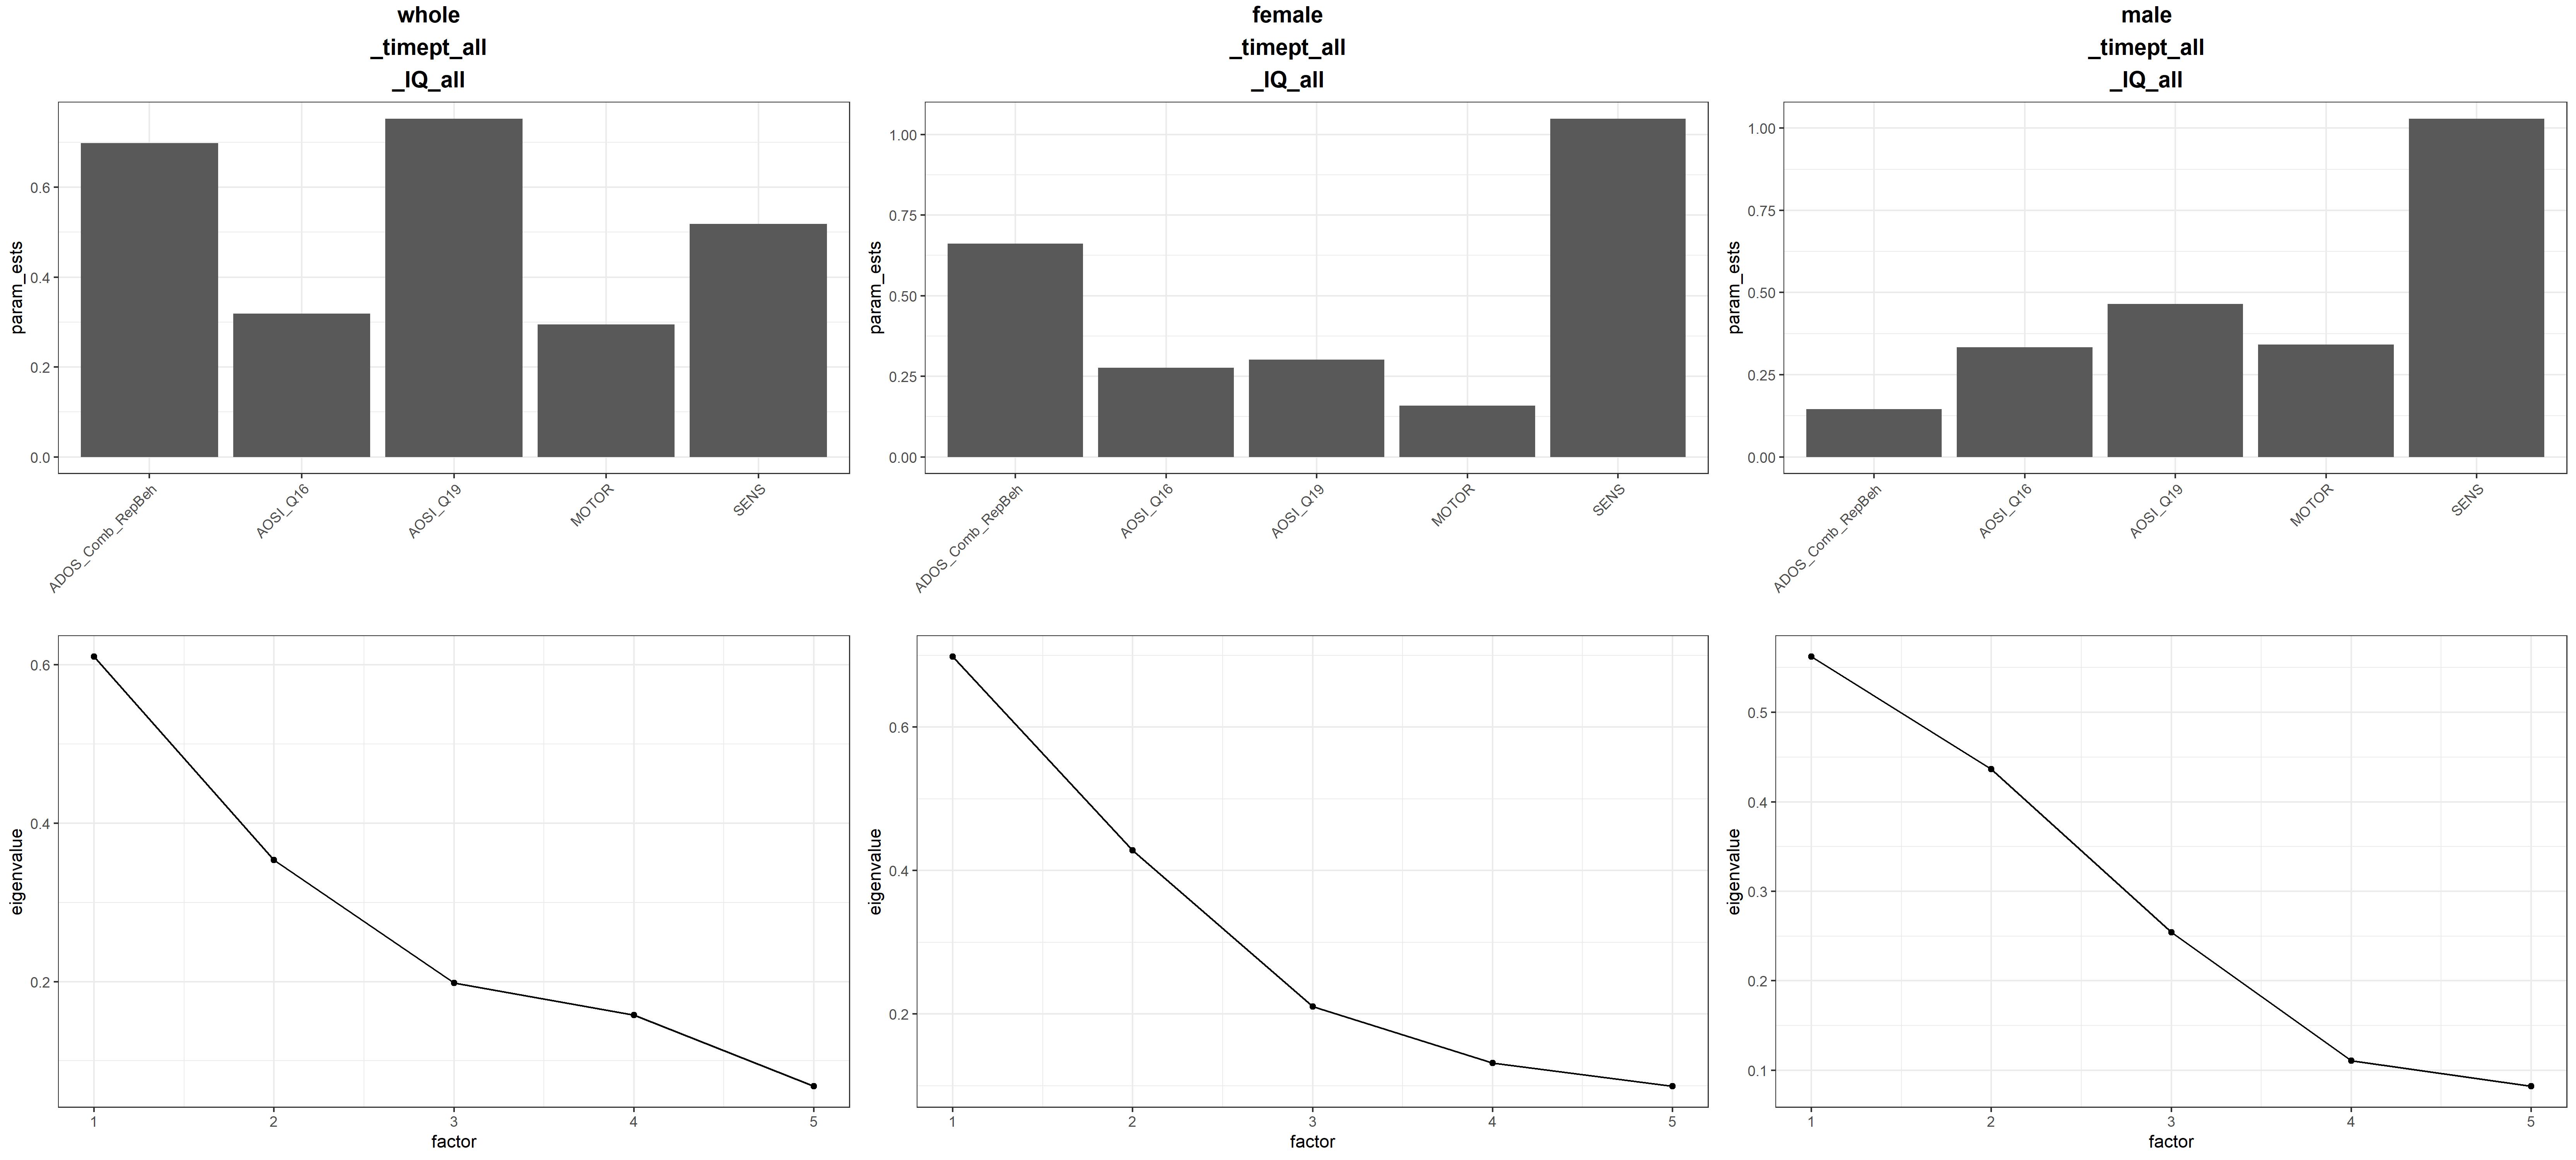 whole
_timept_all
_IQ_all
female
_timept_all
_IQ_all
male
_timept_all
_IQ_all
param_ests
0.6
0.4
0.2
0.0
ADOS_Comb_RepBeh
AOSI_Q16
AOSI_Q19
MOTOR
SENS
param_ests
1.00
0.75
0.50
0.25
0.00
ADOS_Comb_RepBeh
AOSI_Q16
AOSI_Q19
MOTOR
SENS
param_ests
1.00
0.75
0.50
0.25
0.00
ADOS_Comb_RepBeh
AOSI_Q16
AOSI_Q19
MOTOR
SENS
eigenvalue
0.6
0.4
0.2
1 2 3 4 5
factor
eigenvalue
0.6
0.4
0.2
1 2 3 4 5
factor
eigenvalue
0.5
0.4
0.3
0.2
0.1
1 2 3 4 5
factor